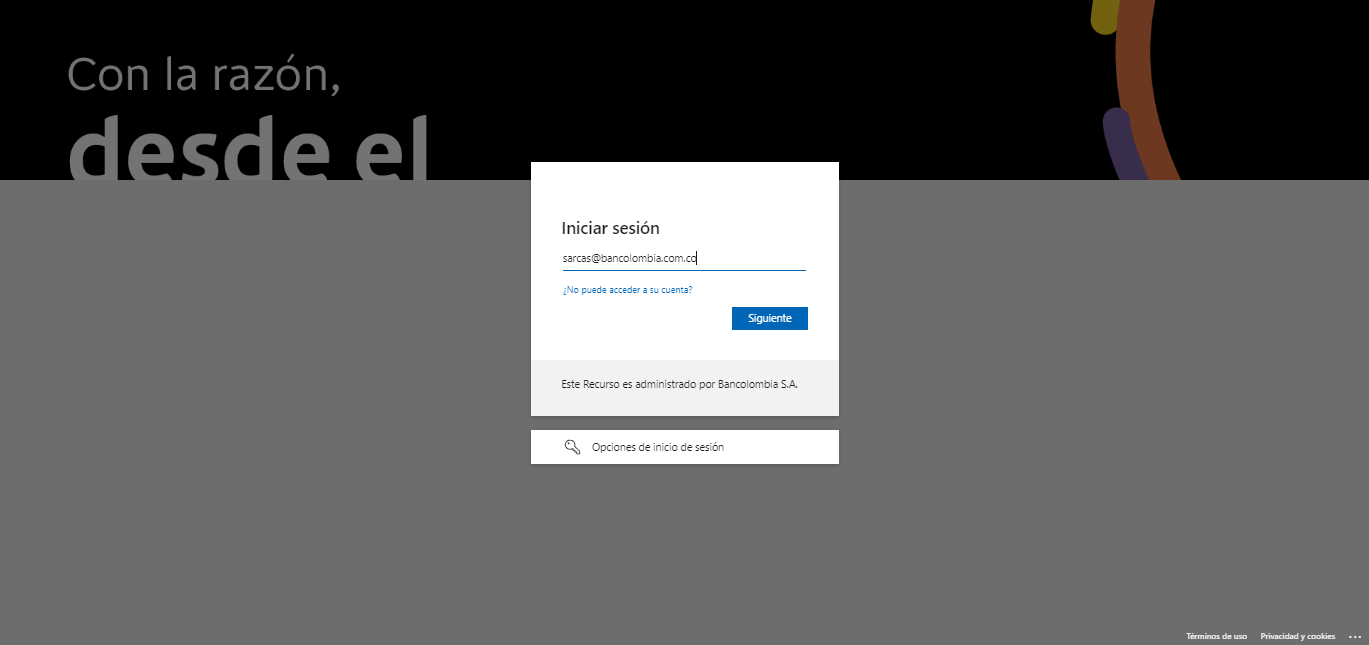 Con la razón,
desde el
Iniciar sesión
sarcas@bancolombia.com.co
¿No puede acceder a su cuenta?
Siguiente
Este Recurso es administrado por Bancolombia S.A.
Opciones de inicio de sesión
Términos de uso Privacidad y cookies ...